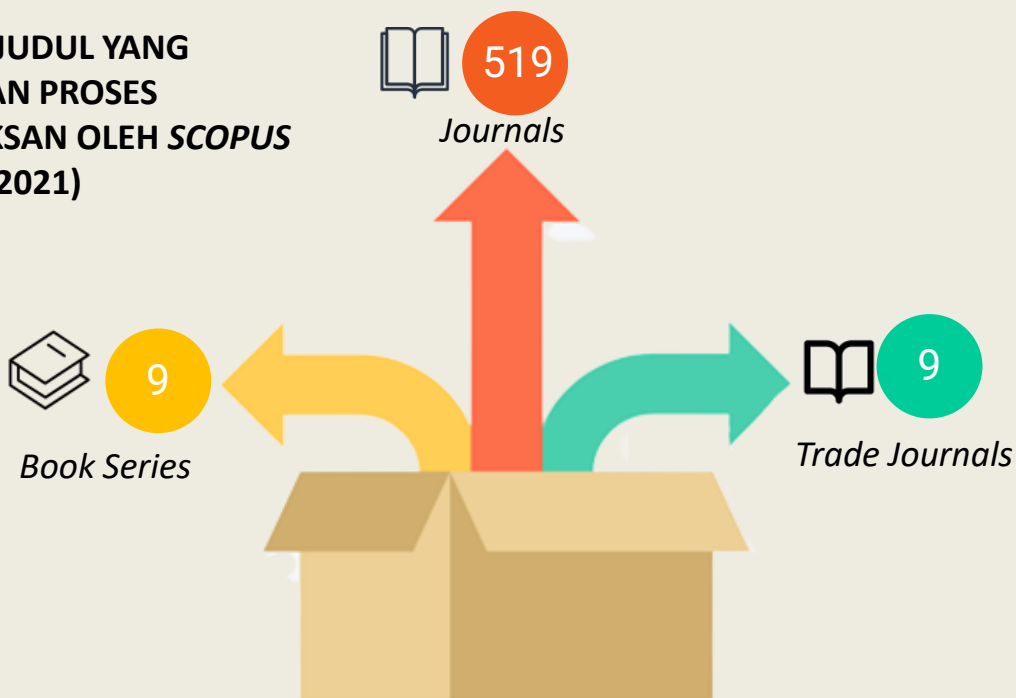 JUDUL YANG
AN PROSES
KSAN OLEH SCOPUS
2021)
519
Journals
9
Book Series
9
Trade Journals